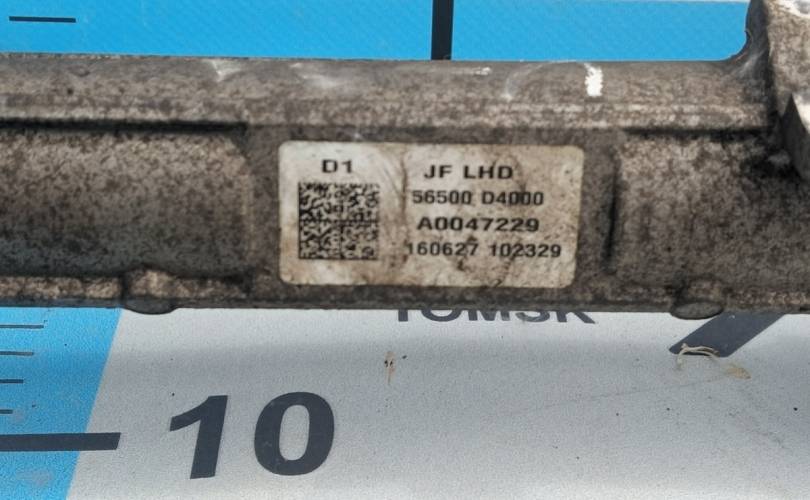 D1
JF LHD
56500 D4000
A0047229
160627 102329
TOMSK
10